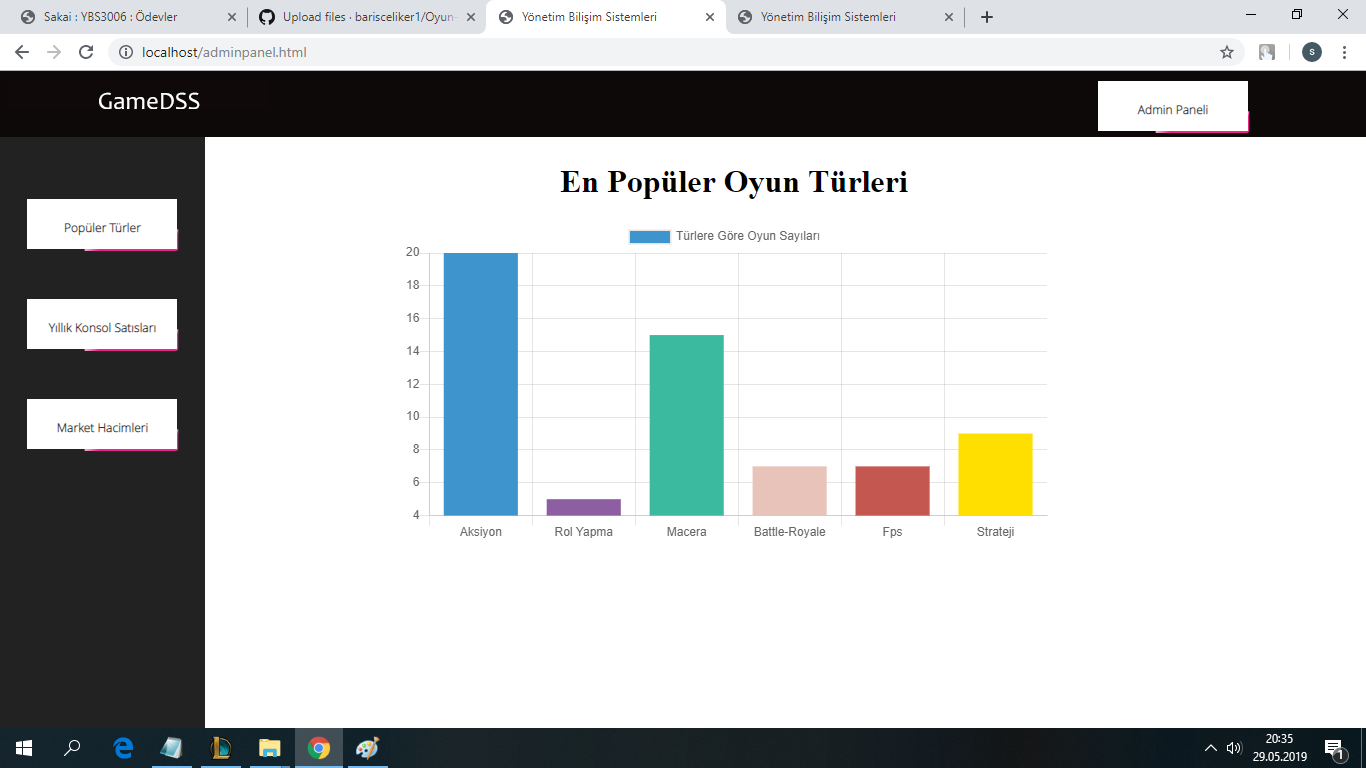 Sakai : YBS3006 : Ödevler
Upload files · barisceliker1/Oyun-
Yönetim Bilişim Sistemleri
Yönetim Bilişim Sistemleri
localhost/adminpanel.html
S
GameDSS
Admin Paneli
Popüler Türler
Yıllık Konsol Satısları
Market Hacimleri
En Popüler Oyun Türleri
Türlere Göre Oyun Sayıları
20
18
16
14
12
10
8
6
4
Aksiyon
Rol Yapma
Macera
Battle-Royale
Fps
Strateji
20:35
29.05.2019
1